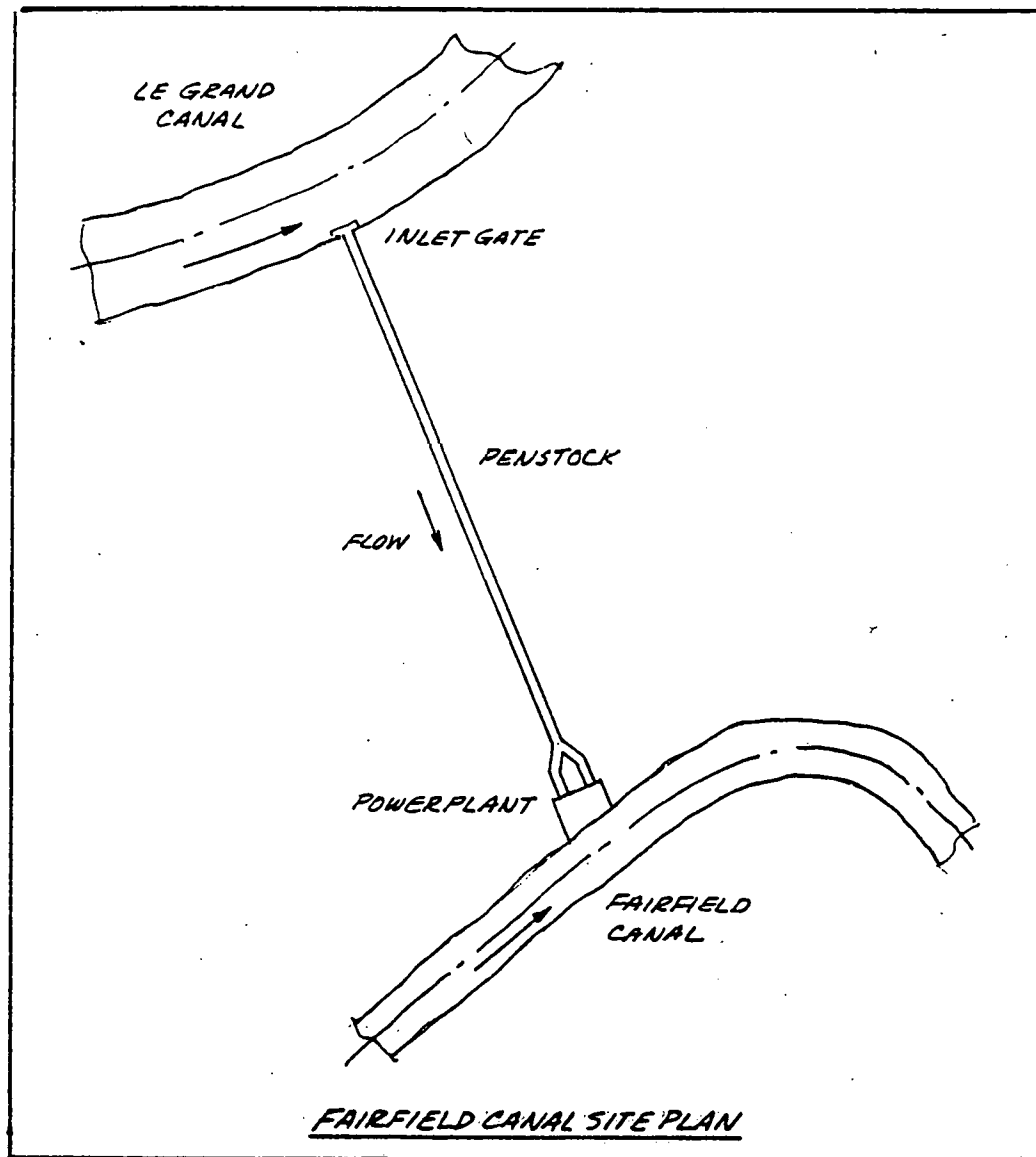 LE GRAND
CANAL
INLET GATE
PENSTOCK
FLOW
POWERPLANT
FAIRFIELD
CANAL
FAIRFIELD CANAL SITE PLAN